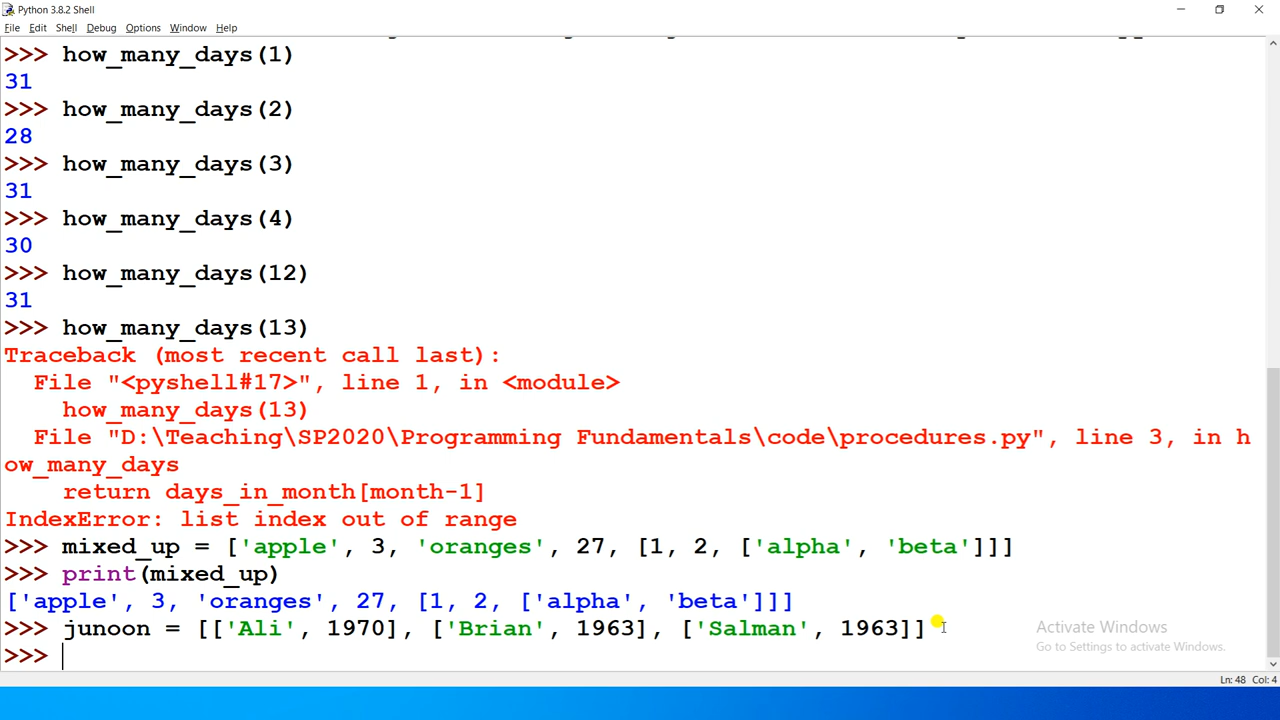 Python 3.8.2 Shell
File Edit Shell Debug Options Window Help
>>> how_many_days(1)
31
>>> how_many_days(2)
28
>>> how_many_days(3)
31
>>> how_many_days(4)
30
>>> how_many_days(12)
31
>>> how_many_days(13)
Traceback (most recent call last):
  File "<pyshell#17>", line 1, in <module>
    how_many_days(13)
  File "D:\Teaching\SP2020\Programming Fundamentals\code\procedures.py", line 3, in h
ow_many_days
    return days_in_month[month-1]
IndexError: list index out of range
>>> mixed_up = ['apple', 3, 'oranges', 27, [1, 2, ['alpha', 'beta']]]
>>> print(mixed_up)
['apple', 3, 'oranges', 27, [1, 2, ['alpha', 'beta']]]
>>> junoon = [['Ali', 1970], ['Brian', 1963], ['Salman', 1963]]
>>>
Activate Windows
Go to Settings to activate Windows.
Ln: 48 Col: 4